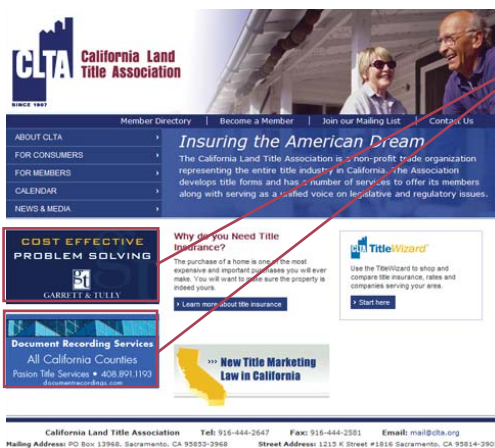 CLTA
California Land
Title Association
SINCE 1907
Member Directory | Become a Member | Join our Mailing List | Contact Us
ABOUT CLTA
FOR CONSUMERS
FOR MEMBERS
CALENDAR
NEWS & MEDIA
Insuring the American Dream
The California Land Title Association is a non-profit trade organization
representing the entire title industry in California. The Association
develops title forms and has a number of services to offer its members
along with serving as a unified voice on legislative and regulatory issues.
COST EFFECTIVE
PROBLEM SOLVING
gt
GARRETT & TULLY
Document Recording Services
All California Counties
Pasion Title Services • 408.891.1193
documentrecordings.com
Why do you Need Title
Insurance?
The purchase of a home is one of the most
expensive and important purchases you will ever
make. You will want to make sure the property is
indeed yours.
Learn more about title insurance
CLTA TitleWizard
Use the TitleWizard to shop and
compare title insurance, rates and
companies serving your area.
Start here
New Title Marketing
Law in California
California Land Title Association Tel: 916-444-2647 Fax: 916-444-2581 Email: mail@clta.org
Mailing Address: PO Box 13968, Sacramento, CA 95853-3968 Street Address: 1215 K Street #1816 Sacramento, CA 95814-390